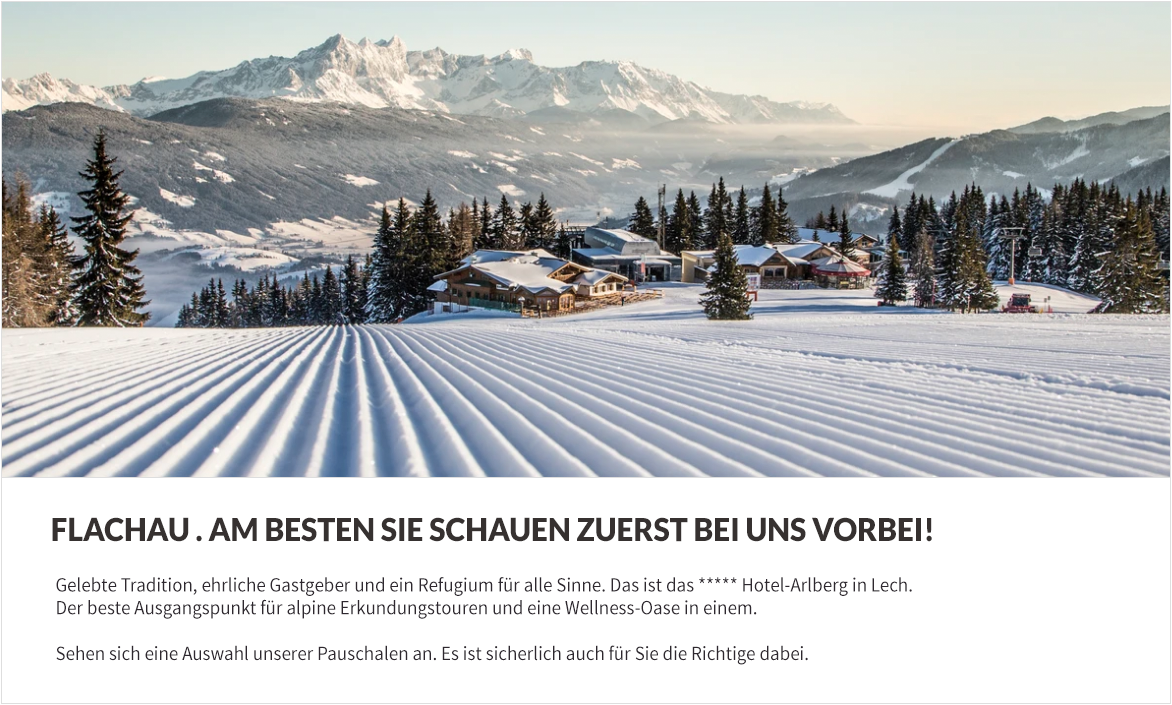 FLACHAU . AM BESTEN SIE SCHAUEN ZUERST BEI UNS VORBEI!
Gelebte Tradition, ehrliche Gastgeber und ein Refugium für alle Sinne. Das ist das ***** Hotel-Arlberg in Lech.
Der beste Ausgangspunkt für alpine Erkundungstouren und eine Wellness-Oase in einem.
Sehen sich eine Auswahl unserer Pauschalen an. Es ist sicherlich auch für Sie die Richtige dabei.